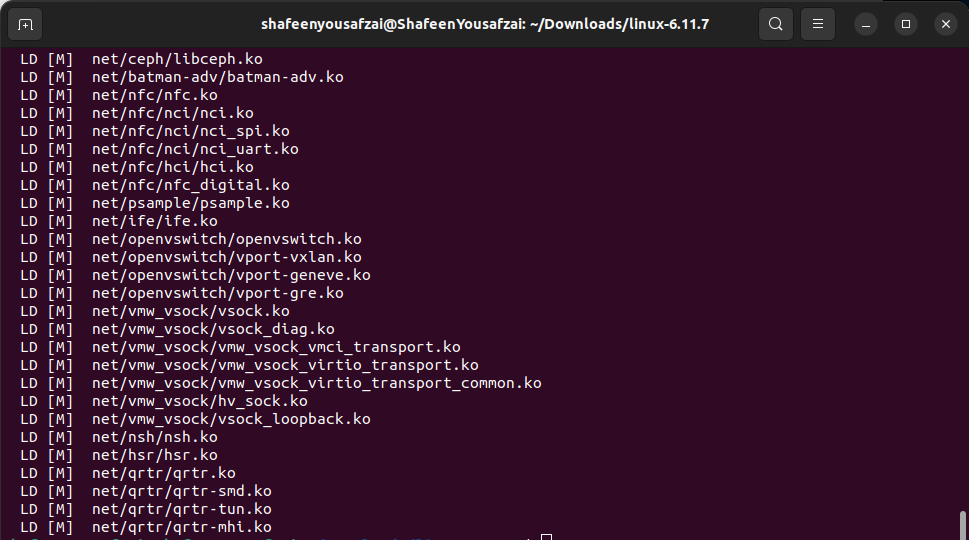 shafeenyousafzai@ShafeenYousafzai: ~/Downloads/linux-6.11.7
LD [M]  net/ceph/libceph.ko
LD [M]  net/batman-adv/batman-adv.ko
LD [M]  net/nfc/nfc.ko
LD [M]  net/nfc/nci/nci.ko
LD [M]  net/nfc/nci/nci_spi.ko
LD [M]  net/nfc/nci/nci_uart.ko
LD [M]  net/nfc/hci/hci.ko
LD [M]  net/nfc/nfc_digital.ko
LD [M]  net/psample/psample.ko
LD [M]  net/ife/ife.ko
LD [M]  net/openvswitch/openvswitch.ko
LD [M]  net/openvswitch/vport-vxlan.ko
LD [M]  net/openvswitch/vport-geneve.ko
LD [M]  net/openvswitch/vport-gre.ko
LD [M]  net/vmw_vsock/vsock.ko
LD [M]  net/vmw_vsock/vsock_diag.ko
LD [M]  net/vmw_vsock/vmw_vsock_vmci_transport.ko
LD [M]  net/vmw_vsock/vmw_vsock_virtio_transport.ko
LD [M]  net/vmw_vsock/vmw_vsock_virtio_transport_common.ko
LD [M]  net/vmw_vsock/hv_sock.ko
LD [M]  net/vmw_vsock/vsock_loopback.ko
LD [M]  net/nsh/nsh.ko
LD [M]  net/hsr/hsr.ko
LD [M]  net/qrtr/qrtr.ko
LD [M]  net/qrtr/qrtr-smd.ko
LD [M]  net/qrtr/qrtr-tun.ko
LD [M]  net/qrtr/qrtr-mhi.ko